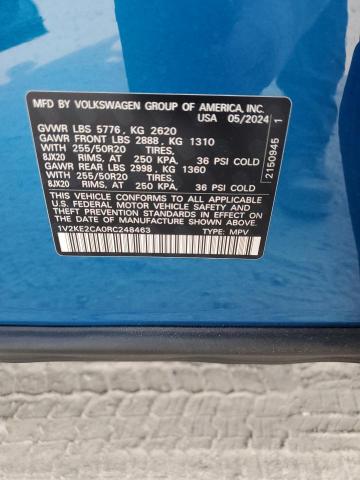 MFD BY VOLKSWAGEN GROUP OF AMERICA, INC.
USA 05/2024
GVWR LBS 5776, KG 2620
GAWR FRONT LBS 2888, KG 1310
WITH 255/50R20 TIRES,
8JX20 RIMS, AT 250 KPA, 36 PSI COLD
GAWR REAR LBS 2998, KG 1360
WITH 255/50R20 TIRES,
8JX20 RIMS, AT 250 KPA, 36 PSI COLD
THIS VEHICLE CONFORMS TO ALL APPLICABLE
U.S. FEDERAL MOTOR VEHICLE SAFETY AND
THEFT PREVENTION STANDARDS IN EFFECT ON THE
DATE OF MANUFACTURE SHOWN ABOVE.
1V2KE2CA0RC248463 TYPE: MPV
2150945 1